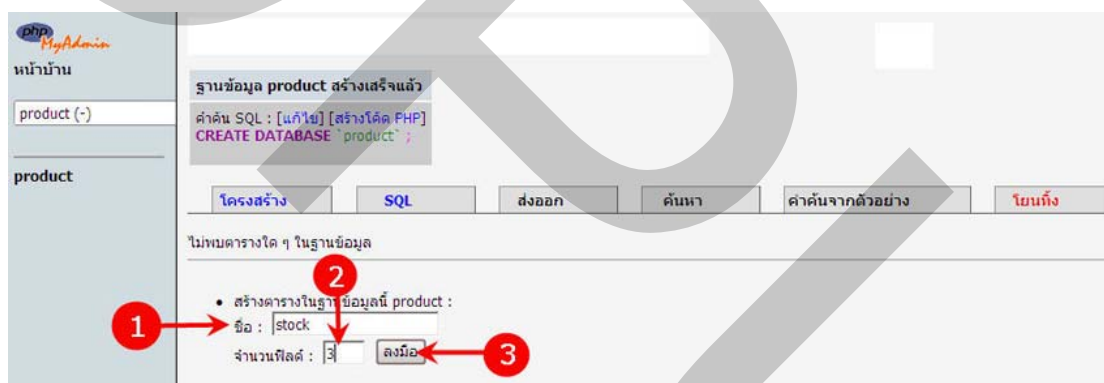 php
MyAdmin
หน้าบ้าน
product (-)
product
ฐานข้อมูล product สร้างเสร็จแล้ว
คำค้น SQL : [แก้ไข] [สร้างโค้ด PHP]
CREATE DATABASE `product` ;
โครงสร้าง SQL ส่งออก ค้นหา คำค้นจากตัวอย่าง โยนทิ้ง
ไม่พบตารางใด ๆ ในฐานข้อมูล
2
• สร้างตารางในฐานข้อมูลนี้ product :
1 ชื่อ : stock
จำนวนฟิลด์ : 3 ลงมือ 3